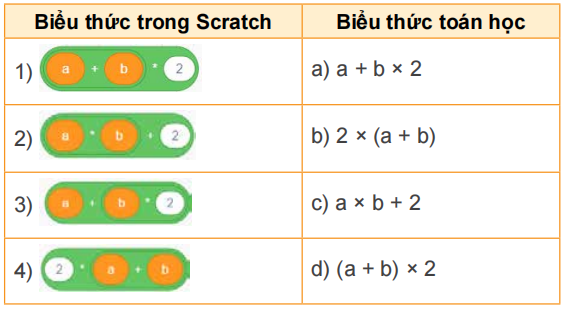 Biểu thức trong Scratch Biểu thức toán học
1) a + b * 2 a) a + b × 2
2) a * b + 2 b) 2 × (a + b)
3) a + b * 2 c) a × b + 2
4) 2 * a + b d) (a + b) × 2